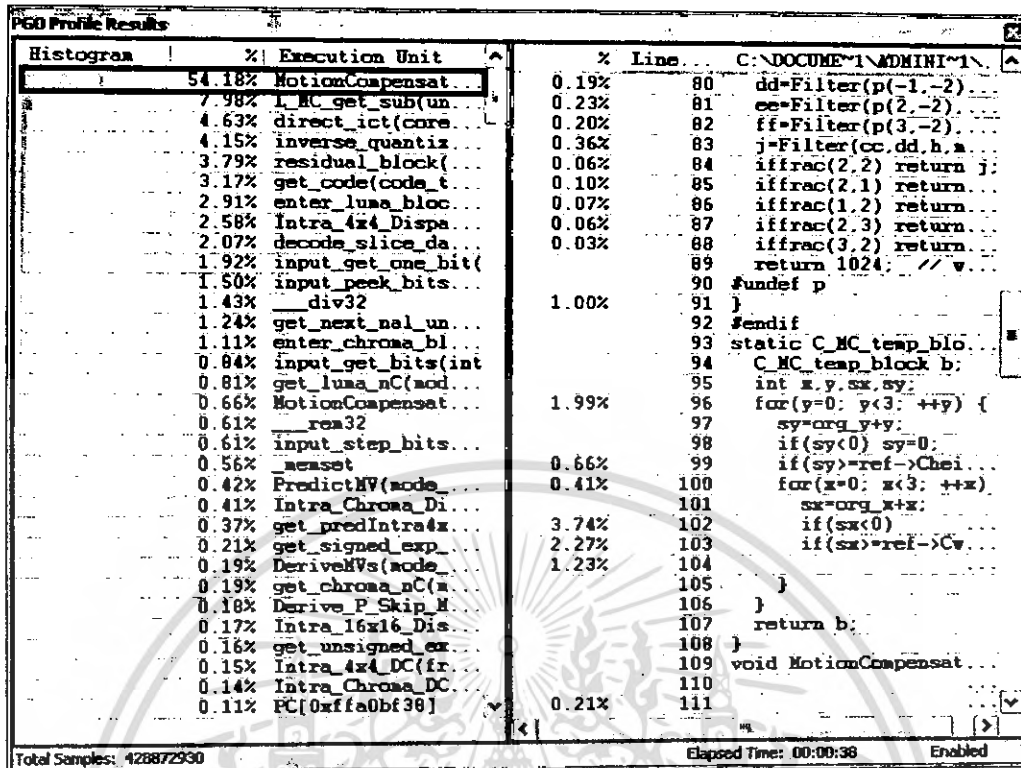 PGO Profile Results
Histogram % Execution Unit
54.18% MotionCompensat...
7.98% L_MC_get_sub(un...
4.63% direct_ict(core...
4.15% inverse_quantiz...
3.79% residual_block(...
3.17% get_code(code_t...
2.91% enter_luma_bloc...
2.58% Intra_4x4_Dispa...
2.07% decode_slice_da...
1.92% input_get_one_bit(
1.50% input_peek_bits...
1.43% ___div32
1.24% get_next_nal_un...
1.11% enter_chroma_bl...
0.84% input_get_bits(int
0.81% get_luma_nC(mod...
0.66% MotionCompensat...
0.61% ___rem32
0.61% input_step_bits...
0.56% _memset
0.42% PredictMV(mode_...
0.41% Intra_Chroma_Di...
0.37% get_predIntra4x...
0.21% get_signed_exp_...
0.19% DeriveMVs(mode_...
0.19% get_chroma_nC(m...
0.18% Derive_P_Skip_M...
0.17% Intra_16x16_Dis...
0.16% get_unsigned_ex...
0.15% Intra_4x4_DC(fr...
0.14% Intra_Chroma_DC...
0.11% PC[0xffa0bf38]
% Line... C:\DOCUME~1\ADMINI~1\.
0.19% 80 dd=Filter(p(-1,-2)...
0.23% 81 ee=Filter(p(2,-2)...
0.20% 82 ff=Filter(p(3,-2)...
0.36% 83 j=Filter(cc,dd,h,m...
0.06% 84 iffrac(2,2) return j;
0.10% 85 iffrac(2,1) return...
0.07% 86 iffrac(1,2) return...
0.06% 87 iffrac(2,3) return...
0.03% 88 iffrac(3,2) return...
89 return 1024; // w...
90 #undef p
1.00% 91 }
92 #endif
93 static C_MC_temp_blo...
94 C_MC_temp_block b;
95 int x,y,sx,sy;
1.99% 96 for(y=0; y<3; ++y) {
97 sy=org_y+y;
98 if(sy<0) sy=0;
0.66% 99 if(sy>=ref->Chei...
0.41% 100 for(x=0; x<3; ++x)
101 sx=org_x+x;
3.74% 102 if(sx<0) ...
2.27% 103 if(sx>=ref->Cw...
1.23% 104 ...
105 }
106 }
107 return b;
108 }
109 void MotionCompensat...
110 ...
0.21% 111 ...
Total Samples: 428872930 Elapsed Time: 00:00:38 Enabled